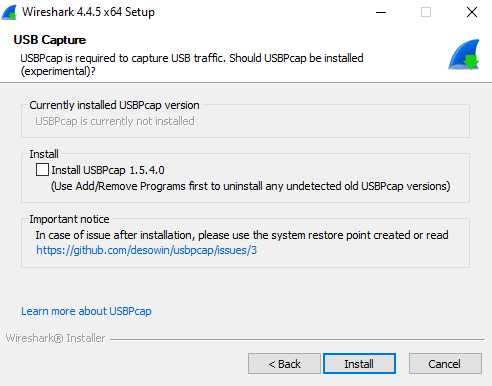 Wireshark 4.4.5 x64 Setup
USB Capture
USBPcap is required to capture USB traffic. Should USBPcap be installed
(experimental)?
Currently installed USBPcap version
USBPcap is currently not installed
Install
Install USBPcap 1.5.4.0
(Use Add/Remove Programs first to uninstall any undetected old USBPcap versions)
Important notice
In case of issue after installation, please use the system restore point created or read
https://github.com/desowin/usbpcap/issues/3
Learn more about USBPcap
Wireshark® Installer
< Back Install Cancel